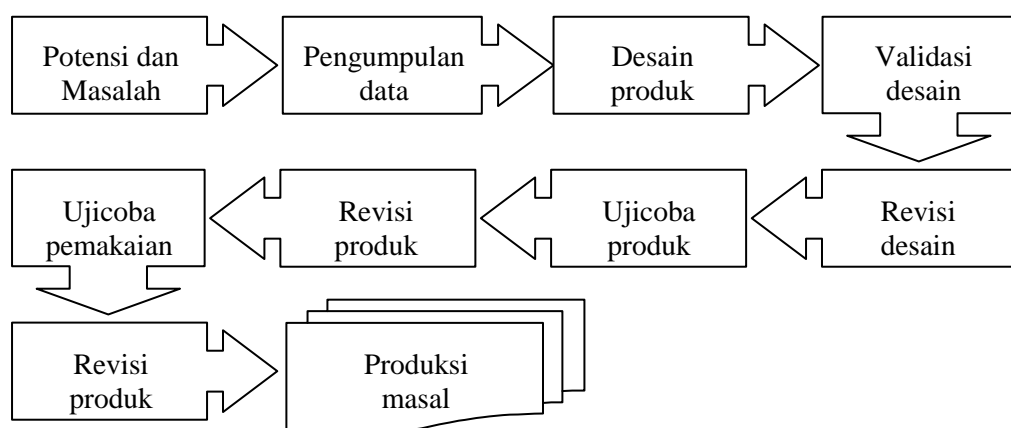 Potensi dan
Masalah
Pengumpulan
data
Desain
produk
Validasi
desain
Revisi
desain
Ujicoba
produk
Revisi
produk
Ujicoba
pemakaian
Revisi
produk
Produksi
masal